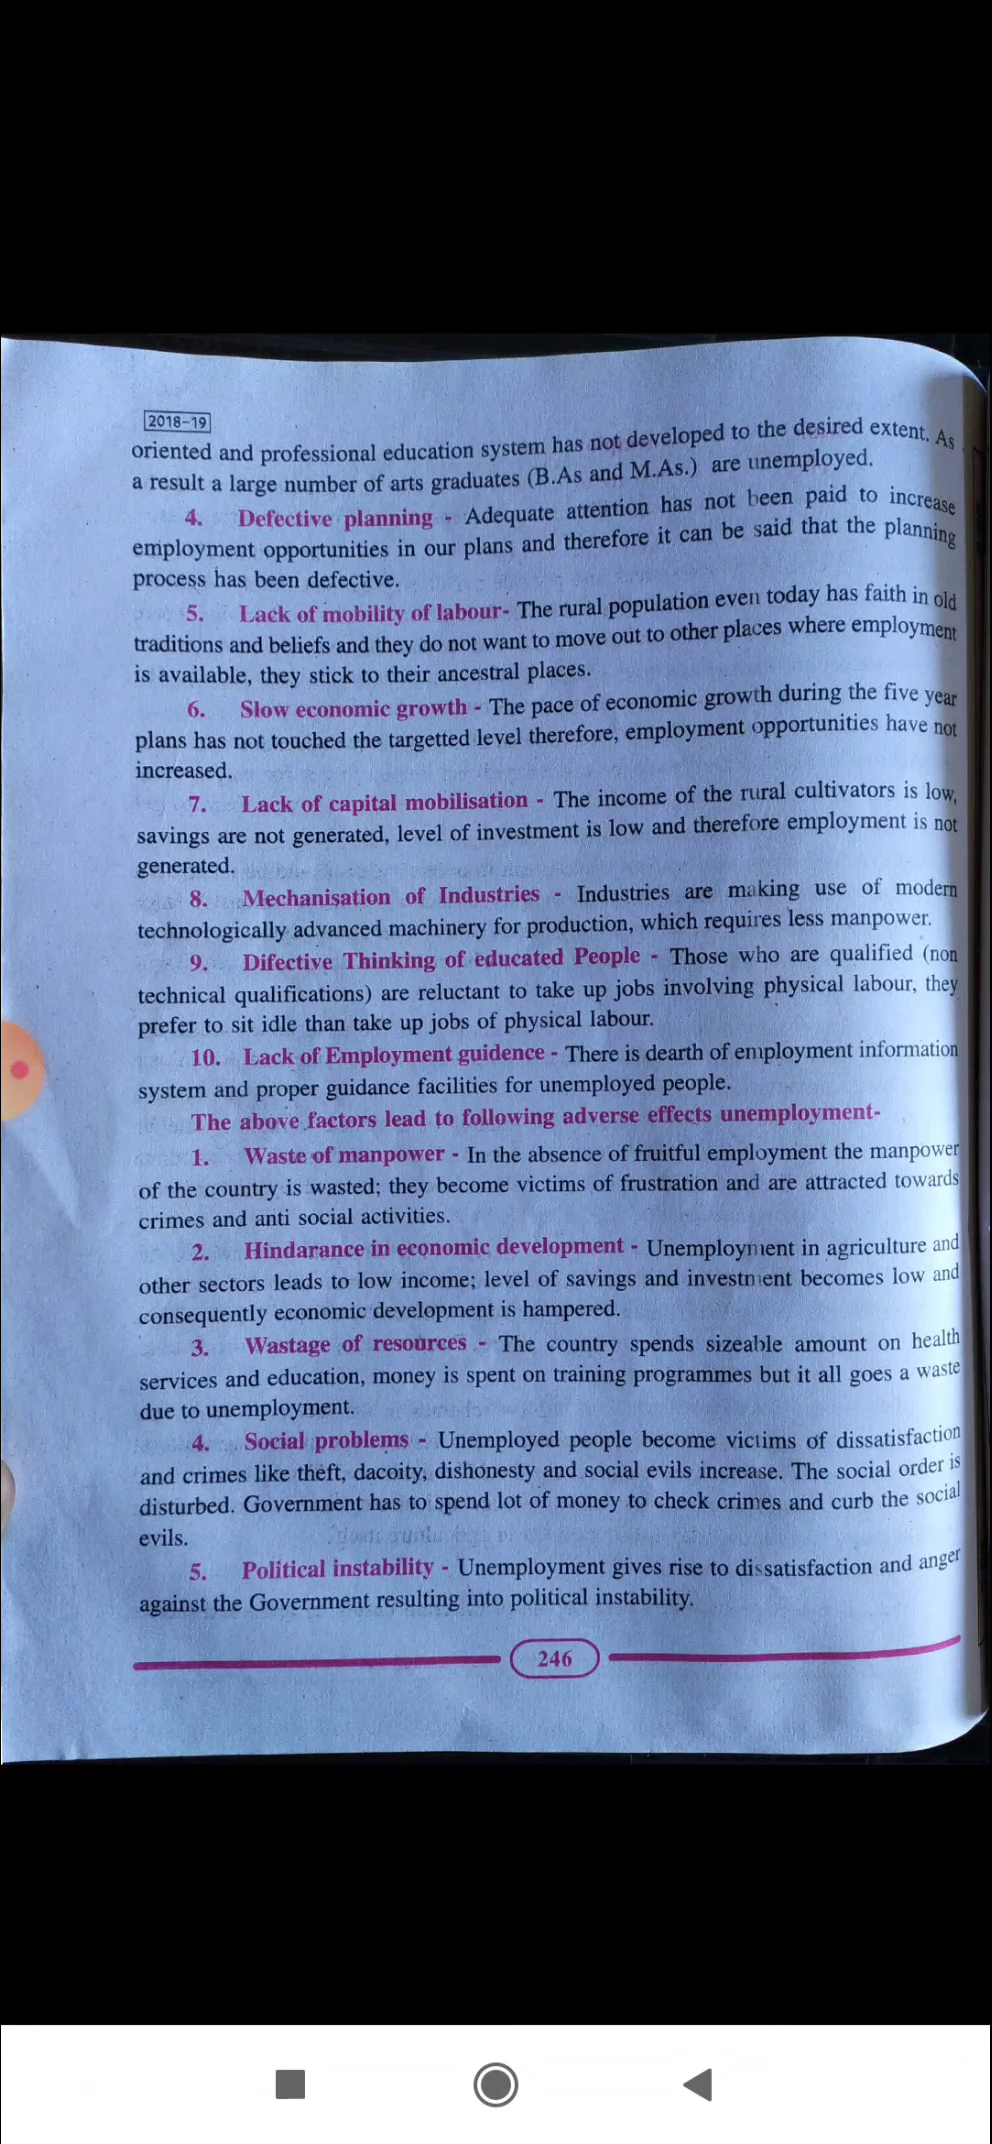 2018-19
oriented and professional education system has not developed to the desired extent. As
a result a large number of arts graduates (B.As and M.As.) are unemployed.
4. Defective planning - Adequate attention has not been paid to increase
employment opportunities in our plans and therefore it can be said that the planning
process has been defective.
5. Lack of mobility of labour- The rural population even today has faith in old
traditions and beliefs and they do not want to move out to other places where employment
is available, they stick to their ancestral places.
6. Slow economic growth - The pace of economic growth during the five year
plans has not touched the targetted level therefore, employment opportunities have not
increased.
7. Lack of capital mobilisation - The income of the rural cultivators is low,
savings are not generated, level of investment is low and therefore employment is not
generated.
8. Mechanisation of Industries - Industries are making use of modern
technologically advanced machinery for production, which requires less manpower.
9. Difective Thinking of educated People - Those who are qualified (non
technical qualifications) are reluctant to take up jobs involving physical labour, they
prefer to sit idle than take up jobs of physical labour.
10. Lack of Employment guidence - There is dearth of employment information
system and proper guidance facilities for unemployed people.
The above factors lead to following adverse effects unemployment-
1. Waste of manpower - In the absence of fruitful employment the manpower
of the country is wasted; they become victims of frustration and are attracted towards
crimes and anti social activities.
2. Hindarance in economic development - Unemployment in agriculture and
other sectors leads to low income; level of savings and investment becomes low and
consequently economic development is hampered.
3. Wastage of resources - The country spends sizeable amount on health
services and education, money is spent on training programmes but it all goes a waste
due to unemployment.
4. Social problems - Unemployed people become victims of dissatisfaction
and crimes like theft, dacoity, dishonesty and social evils increase. The social order is
disturbed. Government has to spend lot of money to check crimes and curb the social
evils.
5. Political instability - Unemployment gives rise to dissatisfaction and anger
against the Government resulting into political instability.
246